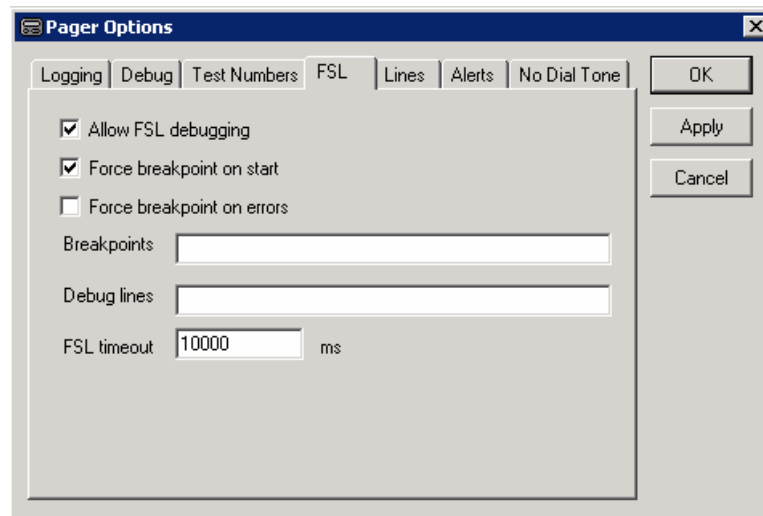 Pager Options
Logging Debug Test Numbers FSL Lines Alerts No Dial Tone
OK
Allow FSL debugging
Apply
Force breakpoint on start
Cancel
Force breakpoint on errors
Breakpoints
Debug lines
FSL timeout 10000 ms